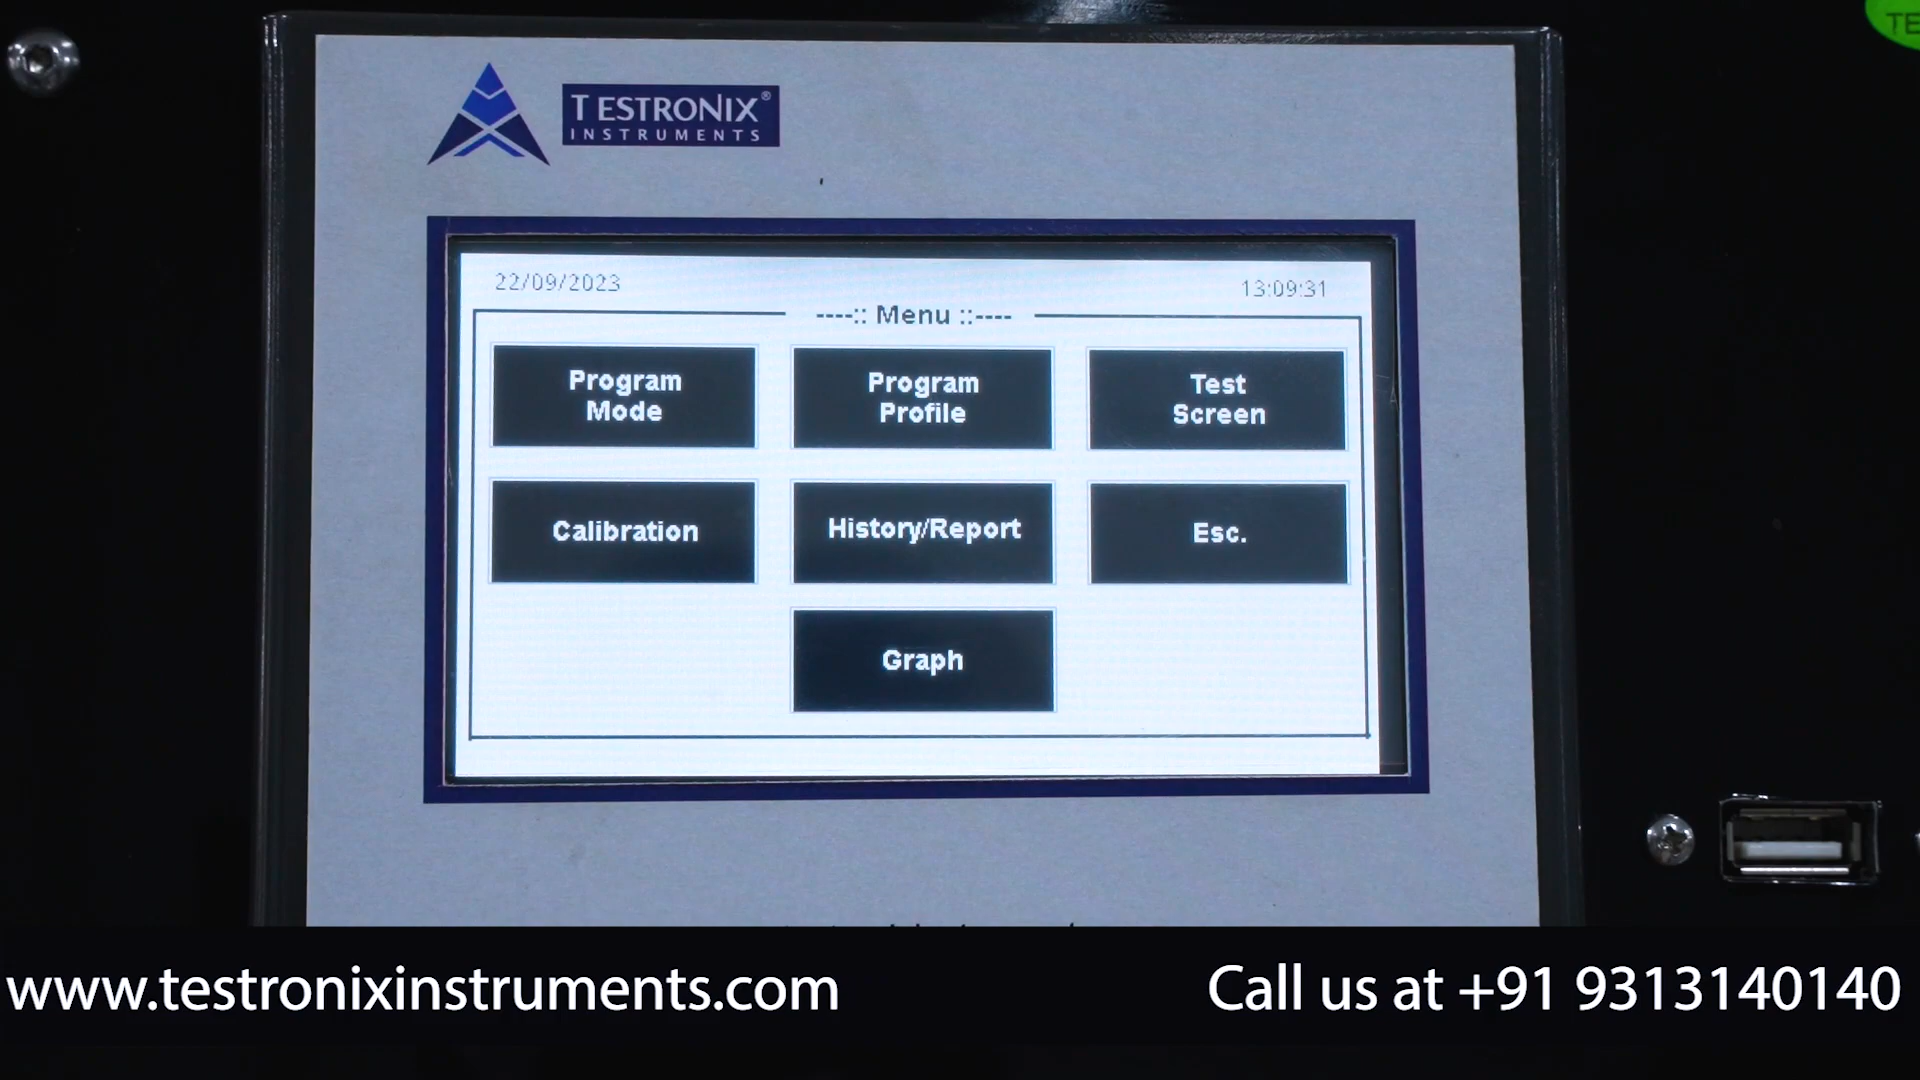 TE
TESTRONIX®
INSTRUMENTS
22/09/2023
13:09:31
----:: Menu ::----
Program
Mode
Program
Profile
Test
Screen
Calibration
History/Report
Esc.
Graph
www.testronixinstruments.com
Call us at +91 9313140140